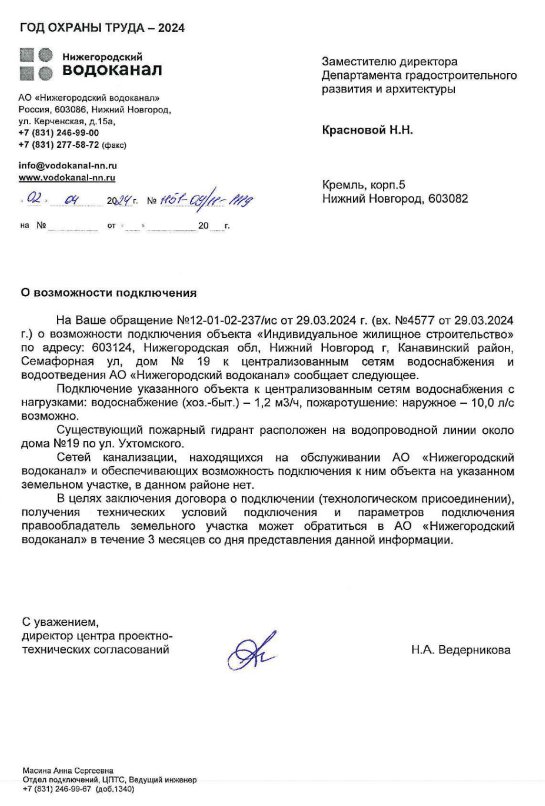 ГОД ОХРАНЫ ТРУДА – 2024
Нижегородский
ВОДОКАНАЛ
АО «Нижегородский водоканал»
Россия, 603086, Нижний Новгород,
ул. Керченская, д.15а,
+7 (831) 246-99-00
+7 (831) 277-58-72 (факс)
info@vodokanal-nn.ru
www.vodokanal-nn.ru
02 04 2024 г. №
на № от « » 20 г.
Заместителю директора
Департамента градостроительного
развития и архитектуры
Красновой Н.Н.
Кремль, корп.5
Нижний Новгород, 603082
О возможности подключения
На Ваше обращение №12-01-02-237/ис от 29.03.2024 г. (вх. №4577 от 29.03.2024
г.) о возможности подключения объекта «Индивидуальное жилищное строительство»
по адресу: 603124, Нижегородская обл, Нижний Новгород г, Канавинский район,
Семафорная ул, дом № 19 к централизованным сетям водоснабжения и
водоотведения АО «Нижегородский водоканал» сообщает следующее.
Подключение указанного объекта к централизованным сетям водоснабжения с
нагрузками: водоснабжение (хоз.-быт.) – 1,2 м3/ч, пожаротушение: наружное – 10,0 л/с
возможно.
Существующий пожарный гидрант расположен на водопроводной линии около
дома №19 по ул. Ухтомского.
Сетей канализации, находящихся на обслуживании АО «Нижегородский
водоканал» и обеспечивающих возможность подключения к ним объекта на указанном
земельном участке, в данном районе нет.
В целях заключения договора о подключении (технологическом присоединении),
получения технических условий подключения и параметров подключения
правообладатель земельного участка может обратиться в АО «Нижегородский
водоканал» в течение 3 месяцев со дня представления данной информации.
С уважением,
директор центра проектно-
технических согласований
Н.А. Ведерникова
Масина Анна Сергеевна
Отдел подключений, ЦПТС, Ведущий инженер
+7 (831) 246-99-67 (доб.1340)